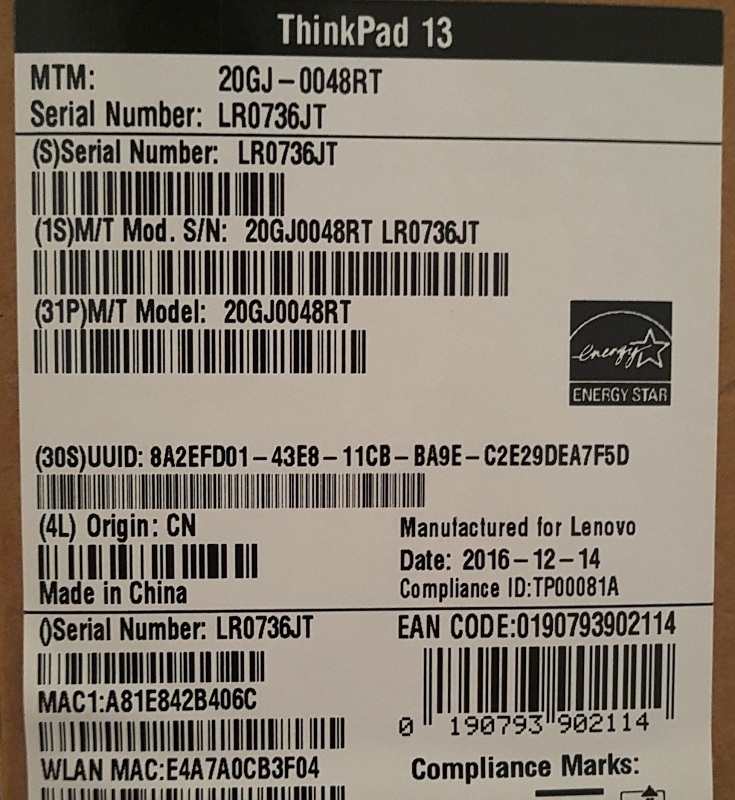 ThinkPad 13
MTM: 20GJ-0048RT
Serial Number: LR0736JT
(S)Serial Number: LR0736JT
(1S)M/T Mod. S/N: 20GJ0048RT LR0736JT
(31P)M/T Model: 20GJ0048RT
energy
ENERGY STAR
(30S)UUID: 8A2EFD01-43E8-11CB-BA9E-C2E29DEA7F5D
(4L) Origin: CN
Made in China
Manufactured for Lenovo
Date: 2016-12-14
Compliance ID:TP00081A
()Serial Number: LR0736JT
MAC1:A81E842B406C
WLAN MAC:E4A7A0CB3F04
EAN CODE:0190793902114
0 190793 902114
Compliance Marks: